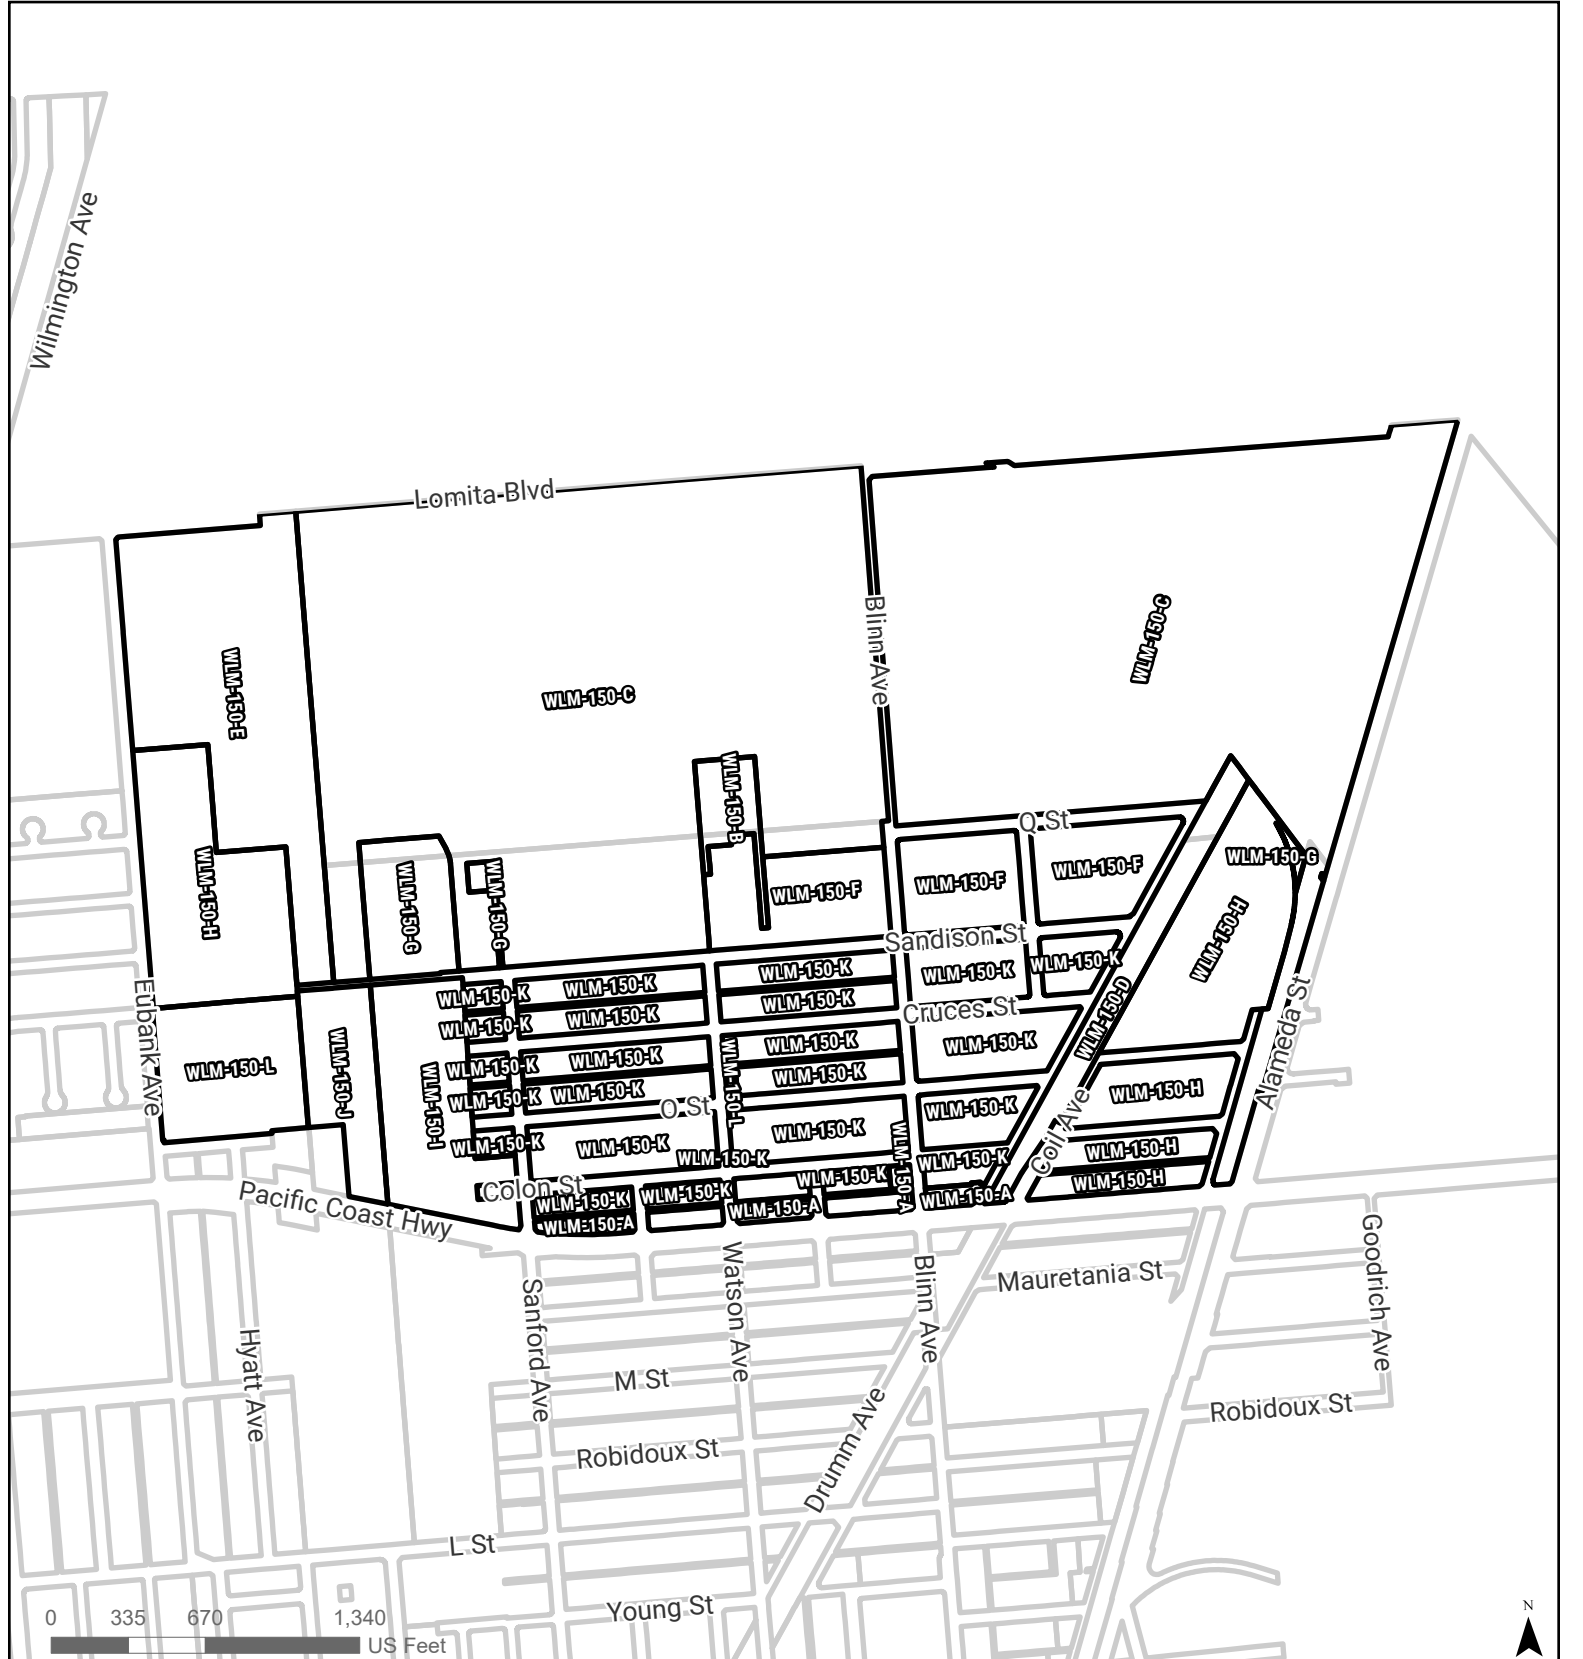 Wilmington Ave
Lomita Blvd
Blinn Ave
WLM-150-C
WLM-150-E
WLM-150-C
WLM-150-B
Q St
WLM-150-G
WLM-150-F
WLM-150-F
WLM-150-F
WLM-150-H
WLM-150-G
WLM-150-G
WLM-150-H
Sandison St
WLM-150-K
WLM-150-K
WLM-150-K
WLM-150-K
WLM-150-K
WLM-150-K
WLM-150-K
WLM-150-K
Cruces St
WLM-150-D
Eubank Ave
Alameda St
WLM-150-K
WLM-150-K
WLM-150-K
WLM-150-K
WLM-150-L
WLM-150-J
WLM-150-I
WLM-150-K
WLM-150-K
WLM-150-K
WLM-150-L
O St
WLM-150-K
WLM-150-H
Coil Ave
WLM-150-K
WLM-150-K
WLM-150-K
WLM-150-K
WLM-150-A
WLM-150-K
WLM-150-H
WLM-150-H
Colon St
WLM-150-K
WLM-150-K
WLM-150-K
WLM-150-A
WLM-150-A
WLM-150-A
Pacific Coast Hwy
Goodrich Ave
Mauretania St
Watson Ave
Blinn Ave
Sanford Ave
Hyatt Ave
M St
Robidoux St
Robidoux St
Drumm Ave
L St
Young St
0 335 670 1,340
US Feet
N